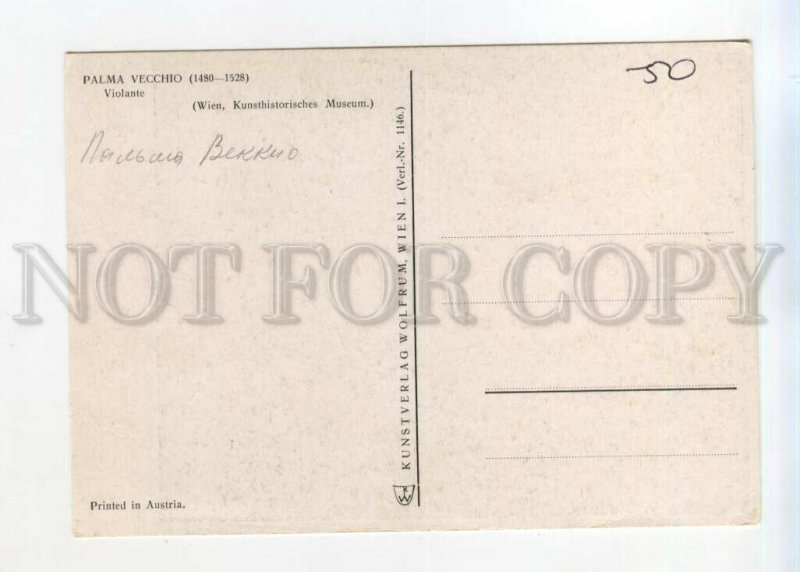 PALMA VECCHIO (1480—1528)
Violante
(Wien, Kunsthistorisches Museum.)
Пальма Веккио
50
KUNSTVERLAG WOLFRUM, WIEN I. (Verl.-Nr. 1146.)
NOT FOR COPY
Printed in Austria.